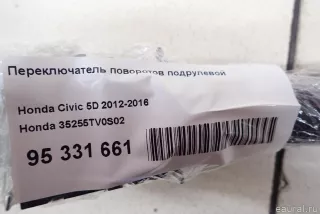 Переключатель поворотов подрулевой
Honda Civic 5D 2012-2016
Honda 35255TV0S02
95 331 661
eaural.ru